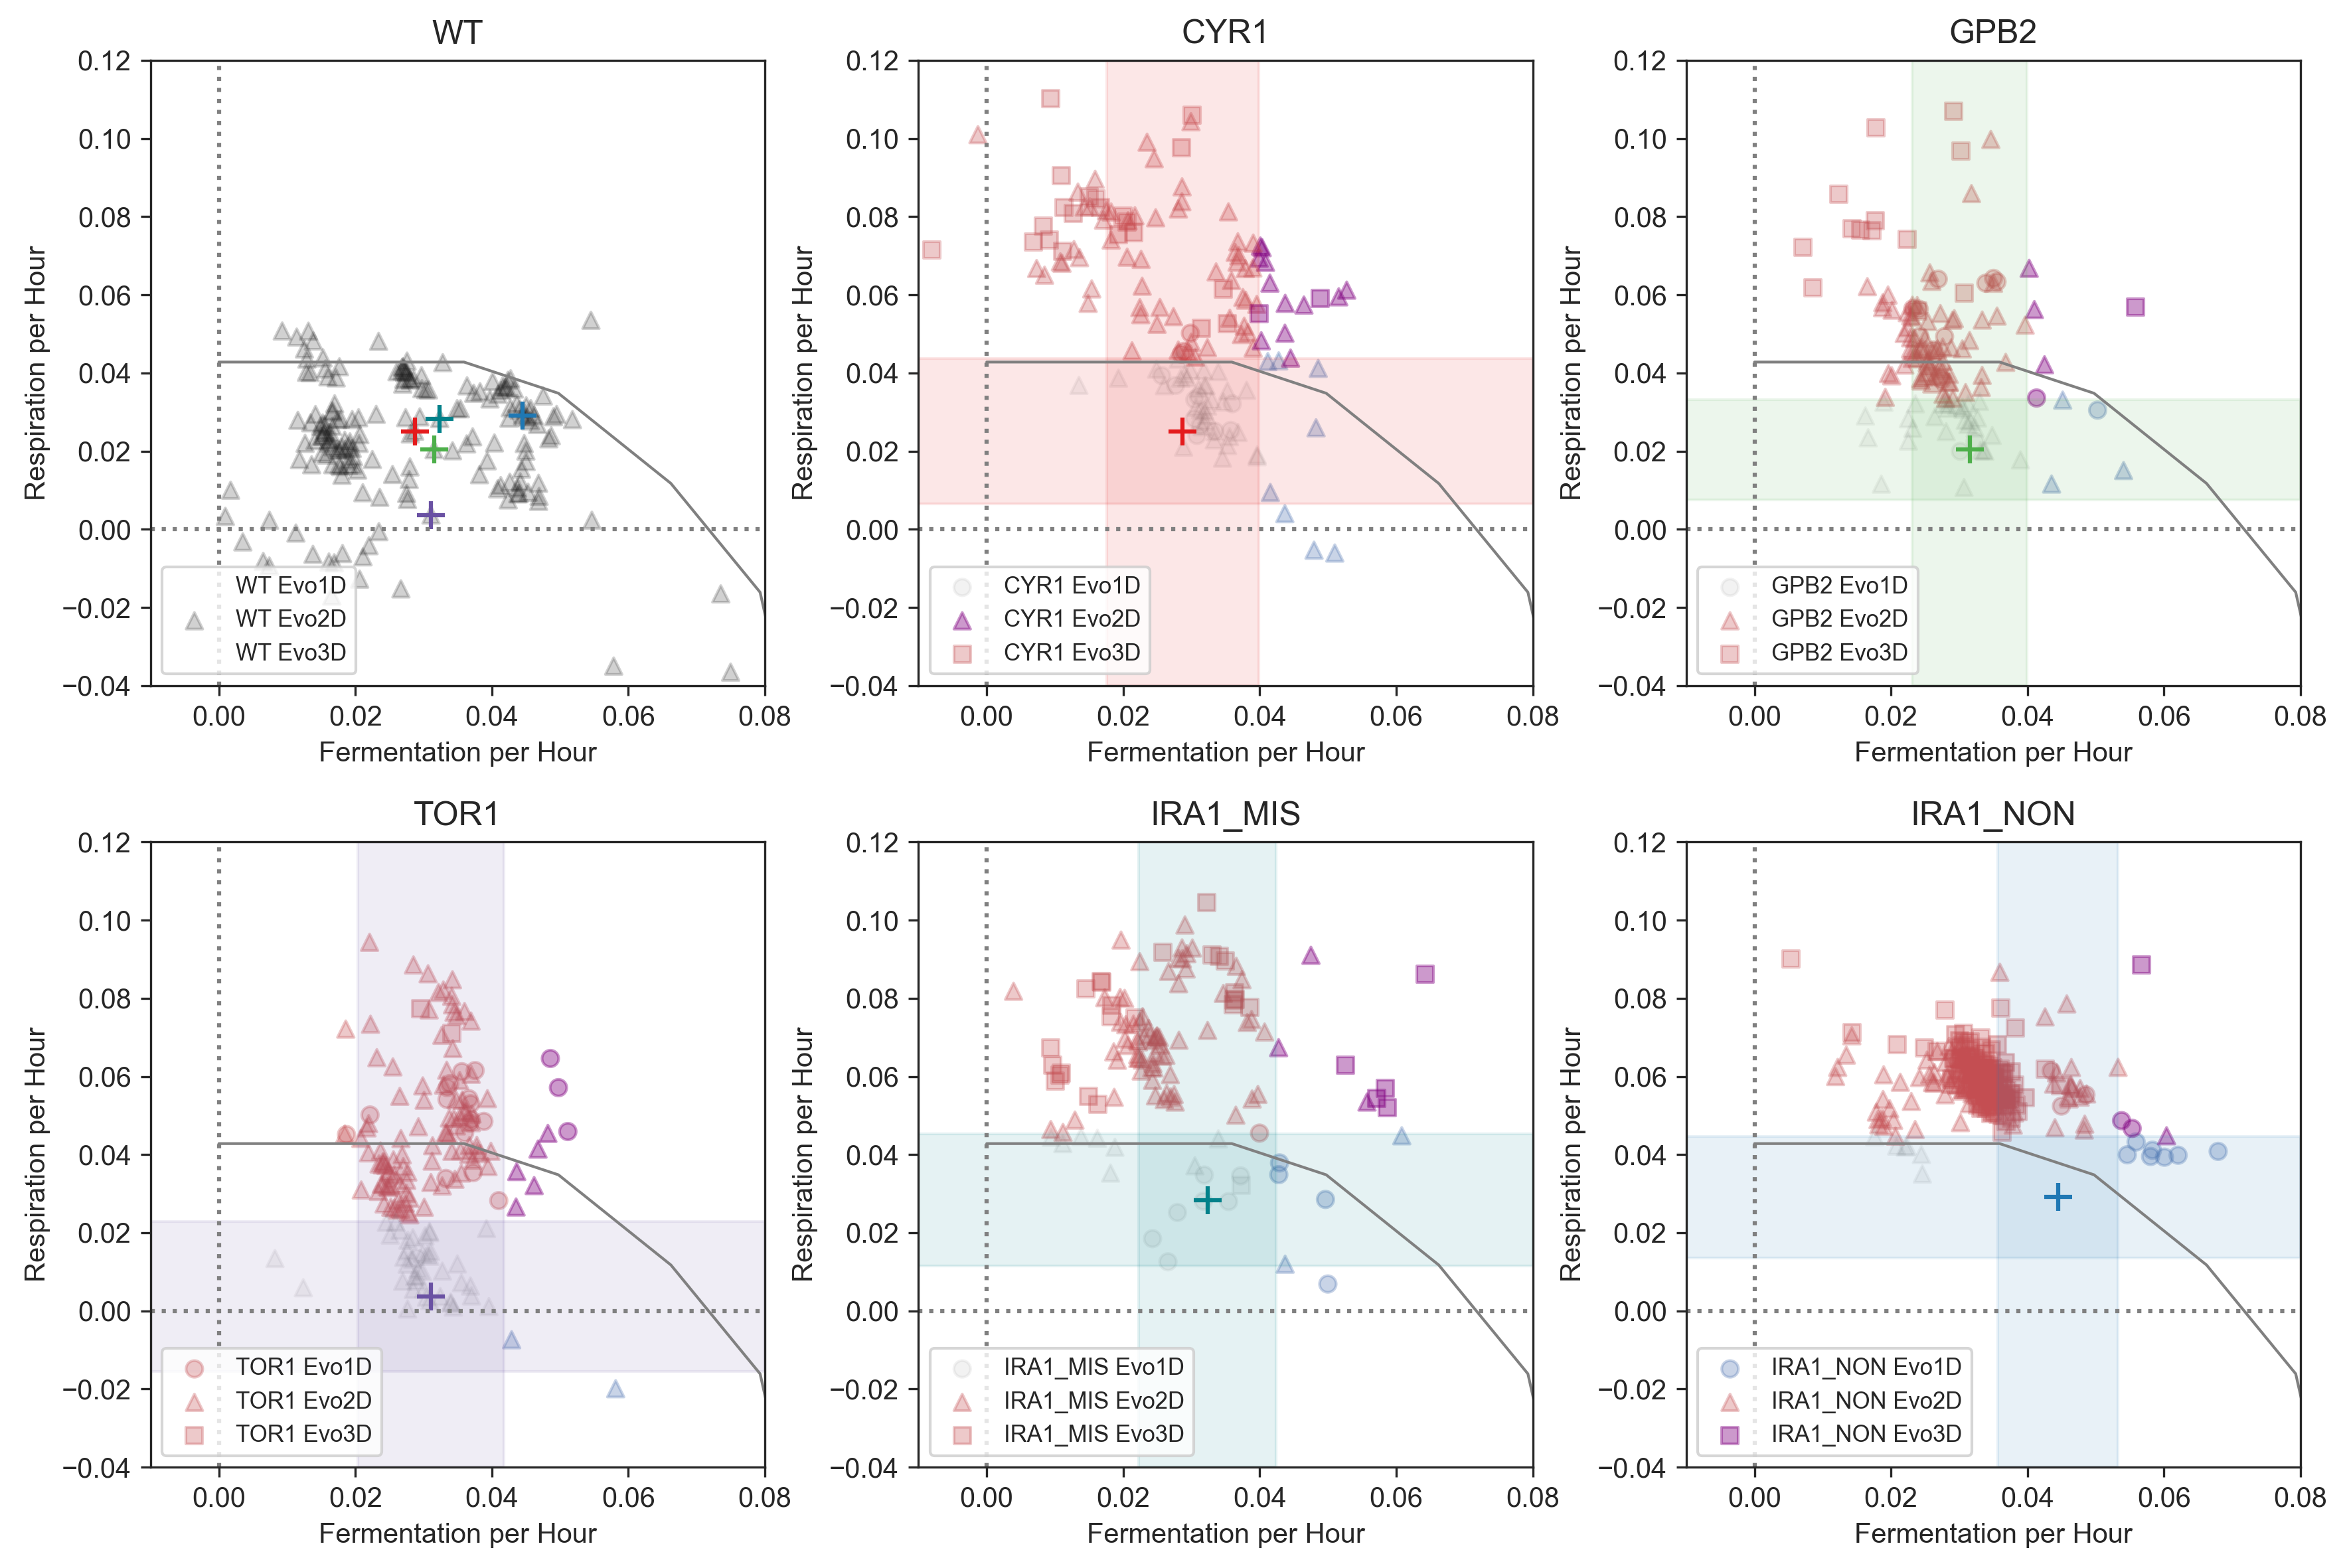 WT
0.12
0.10
0.08
0.06
0.04
0.02
0.00
−0.02
−0.04
Respiration per Hour
WT Evo1D
WT Evo2D
WT Evo3D
0.00 0.02 0.04 0.06 0.08
Fermentation per Hour
CYR1
0.12
0.10
0.08
0.06
0.04
0.02
0.00
−0.02
−0.04
Respiration per Hour
CYR1 Evo1D
CYR1 Evo2D
CYR1 Evo3D
0.00 0.02 0.04 0.06 0.08
Fermentation per Hour
GPB2
0.12
0.10
0.08
0.06
0.04
0.02
0.00
−0.02
−0.04
Respiration per Hour
GPB2 Evo1D
GPB2 Evo2D
GPB2 Evo3D
0.00 0.02 0.04 0.06 0.08
Fermentation per Hour
TOR1
0.12
0.10
0.08
0.06
0.04
0.02
0.00
−0.02
−0.04
Respiration per Hour
TOR1 Evo1D
TOR1 Evo2D
TOR1 Evo3D
0.00 0.02 0.04 0.06 0.08
Fermentation per Hour
IRA1_MIS
0.12
0.10
0.08
0.06
0.04
0.02
0.00
−0.02
−0.04
Respiration per Hour
IRA1_MIS Evo1D
IRA1_MIS Evo2D
IRA1_MIS Evo3D
0.00 0.02 0.04 0.06 0.08
Fermentation per Hour
IRA1_NON
0.12
0.10
0.08
0.06
0.04
0.02
0.00
−0.02
−0.04
Respiration per Hour
IRA1_NON Evo1D
IRA1_NON Evo2D
IRA1_NON Evo3D
0.00 0.02 0.04 0.06 0.08
Fermentation per Hour